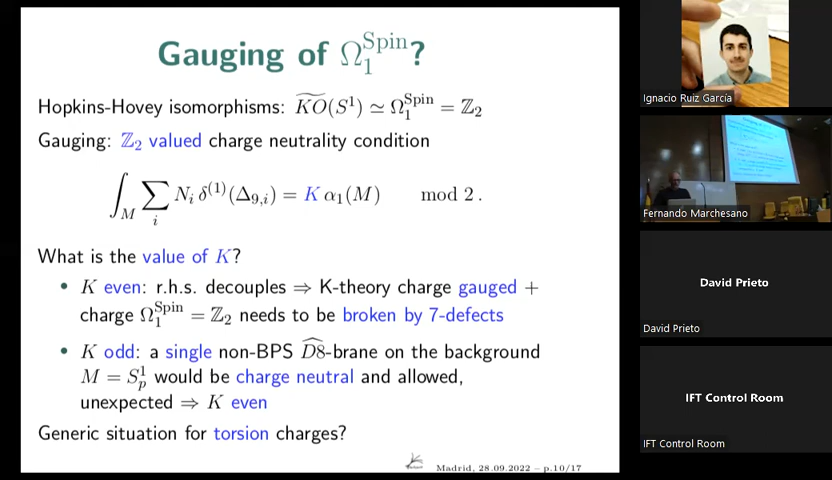 Gauging of Ω₁^Spin?
Hopkins-Hovey isomorphisms: K̃O(S¹) ≃ Ω₁^Spin = ℤ₂
Gauging: ℤ₂ valued charge neutrality condition
∫_M ∑_i N_i δ^(1)(Δ_{9,i}) = K α₁(M) mod 2 .
What is the value of K?
• K even: r.h.s. decouples ⇒ K-theory charge gauged +
charge Ω₁^Spin = ℤ₂ needs to be broken by 7-defects
• K odd: a single non-BPS D̂8-brane on the background
M = S¹_p would be charge neutral and allowed,
unexpected ⇒ K even
Generic situation for torsion charges?
Madrid, 28.09.2022 – p.10/17
Ignacio Ruiz García
Fernando Marchesano
David Prieto
David Prieto
IFT Control Room
IFT Control Room